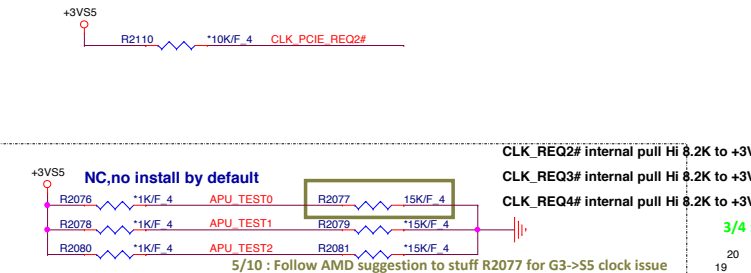 +3VS5
R2110 *10K/F_4 CLK_PCIE_REQ2#
CLK_REQ2# internal pull Hi 8.2K to +3V
+3VS5
NC,no install by default
CLK_REQ3# internal pull Hi 8.2K to +3V
R2076 *1K/F_4 APU_TEST0 R2077 15K/F_4
CLK_REQ4# internal pull Hi 8.2K to +3V
R2078 *1K/F_4 APU_TEST1 R2079 *15K/F_4
3/4
R2080 *1K/F_4 APU_TEST2 R2081 *15K/F_4
20
5/10 : Follow AMD suggestion to stuff R2077 for G3->S5 clock issue
19